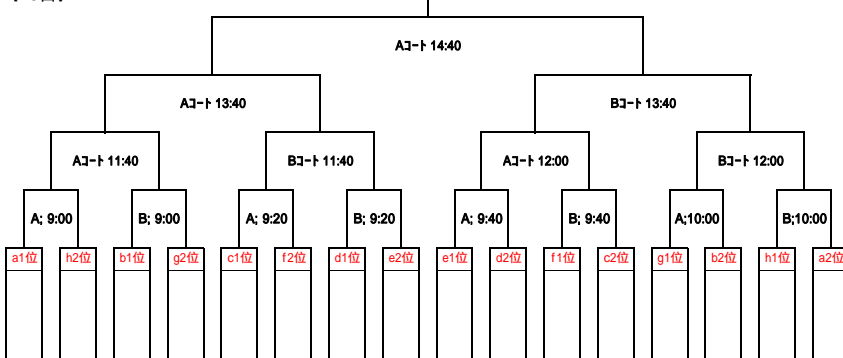 Aｺｰﾄ 14:40
Aｺｰﾄ 13:40 Bｺｰﾄ 13:40
Aｺｰﾄ 11:40 Bｺｰﾄ 11:40 Aｺｰﾄ 12:00 Bｺｰﾄ 12:00
A; 9:00 B; 9:00 A; 9:20 B; 9:20 A; 9:40 B; 9:40 A;10:00 B;10:00
a1位 h2位 b1位 g2位 c1位 f2位 d1位 e2位 e1位 d2位 f1位 c2位 g1位 b2位 h1位 a2位